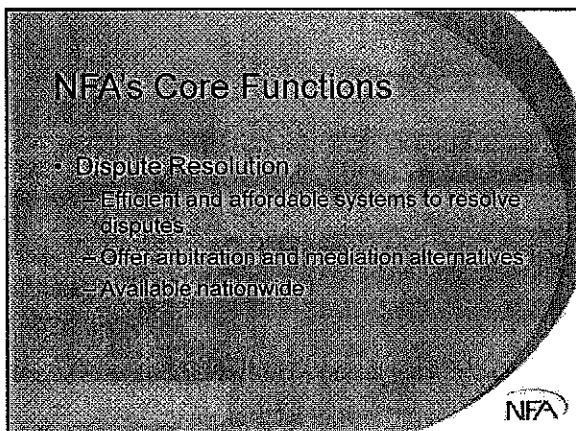 NFA's Core Functions
• Dispute Resolution
– Efficient and affordable systems to resolve
disputes
– Offer arbitration and mediation alternatives
– Available nationwide
NFA